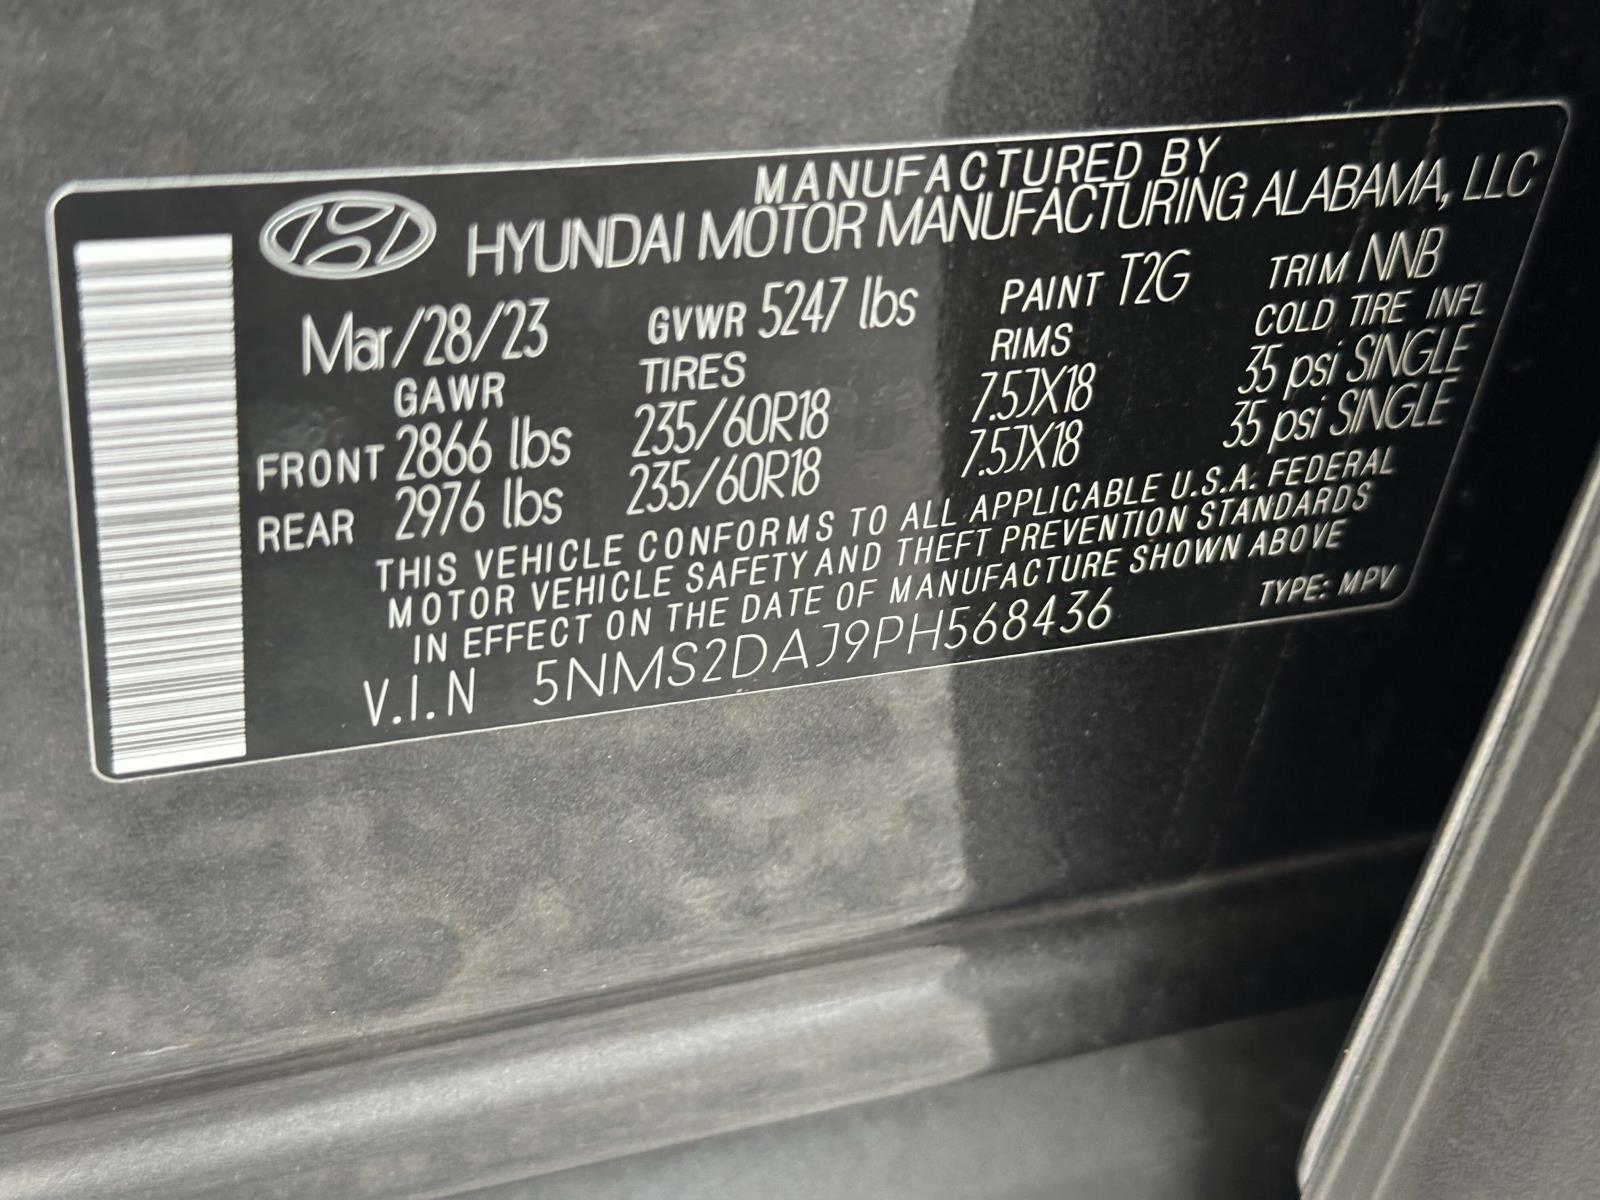 MANUFACTURED BY
HYUNDAI MOTOR MANUFACTURING ALABAMA, LLC
Mar/28/23 GVWR 5247 lbs PAINT T2G TRIM NNB
GAWR TIRES RIMS COLD TIRE INFL
FRONT 2866 lbs 235/60R18 7.5JX18 35 psi SINGLE
REAR 2976 lbs 235/60R18 7.5JX18 35 psi SINGLE
THIS VEHICLE CONFORMS TO ALL APPLICABLE U.S.A. FEDERAL
MOTOR VEHICLE SAFETY AND THEFT PREVENTION STANDARDS
IN EFFECT ON THE DATE OF MANUFACTURE SHOWN ABOVE
V.I.N 5NMS2DAJ9PH568436 TYPE: MPV